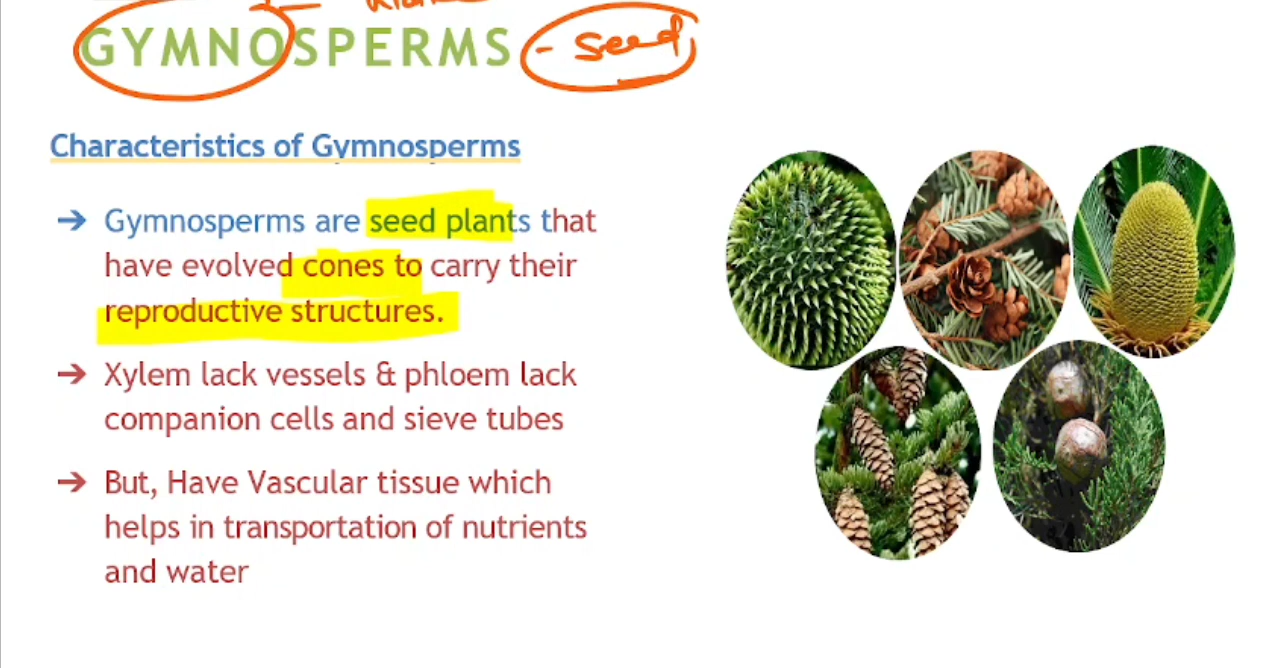 GYMNOSPERMS - Seed
Characteristics of Gymnosperms
→ Gymnosperms are seed plants that
have evolved cones to carry their
reproductive structures.
→ Xylem lack vessels & phloem lack
companion cells and sieve tubes
→ But, Have Vascular tissue which
helps in transportation of nutrients
and water